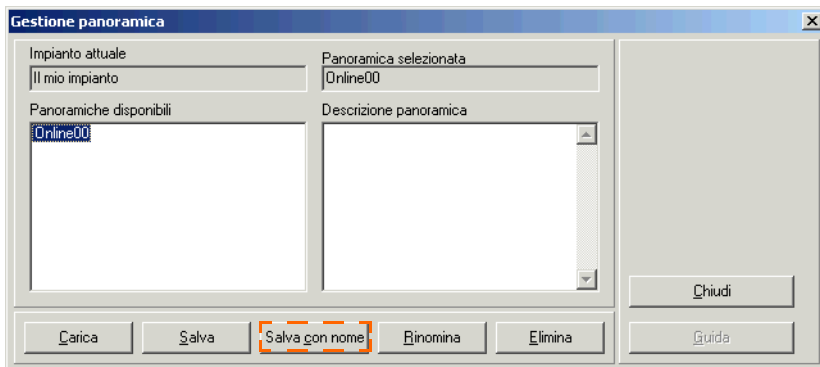 Gestione panoramica
Impianto attuale
Il mio impianto
Panoramica selezionata
Online00
Panoramiche disponibili
Online00
Descrizione panoramica
Chiudi
Carica
Salva
Salva con nome
Rinomina
Elimina
Guida